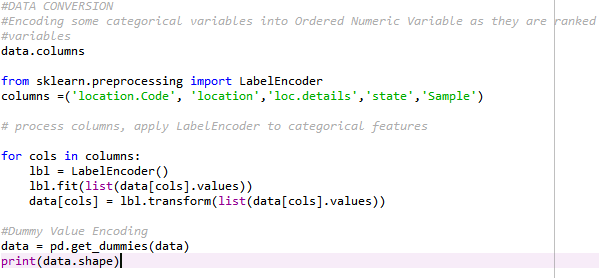 #DATA CONVERSION
#Encoding some categorical variables into Ordered Numeric Variable as they are ranked
#variables
data.columns
from sklearn.preprocessing import LabelEncoder
columns =('location.Code', 'location','loc.details','state','Sample')
# process columns, apply LabelEncoder to categorical features
for cols in columns:
    lbl = LabelEncoder()
    lbl.fit(list(data[cols].values))
    data[cols] = lbl.transform(list(data[cols].values))
#Dummy Value Encoding
data = pd.get_dummies(data)
print(data.shape)